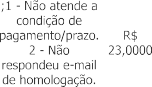 ;1 - Não atende a
condição de
pagamento/prazo. R$
2 - Não 23,0000
respondeu e-mail
de homologação.